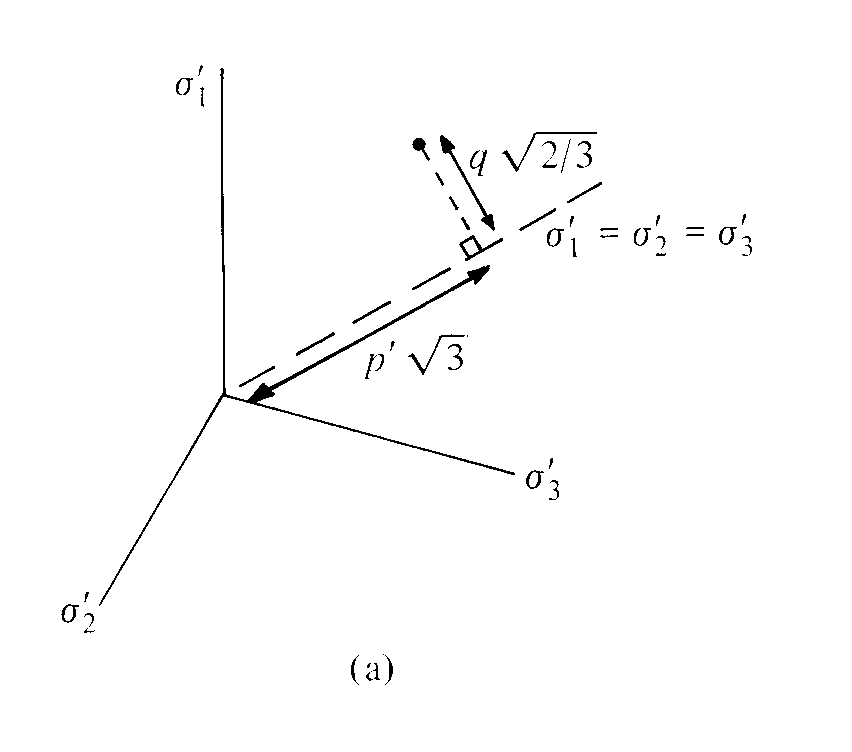 σ′₁
q √2/3
σ′₁ = σ′₂ = σ′₃
p′ √3
σ′₃
σ′₂
(a)